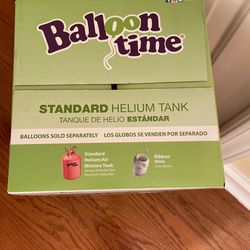 Balloon
time®
STANDARD HELIUM TANK
TANQUE DE HELIO ESTÁNDAR
BALLOONS SOLD SEPARATELY LOS GLOBOS SE VENDEN POR SEPARADO
Standard
Helium/Air
Mixture Tank
Ribbon
White